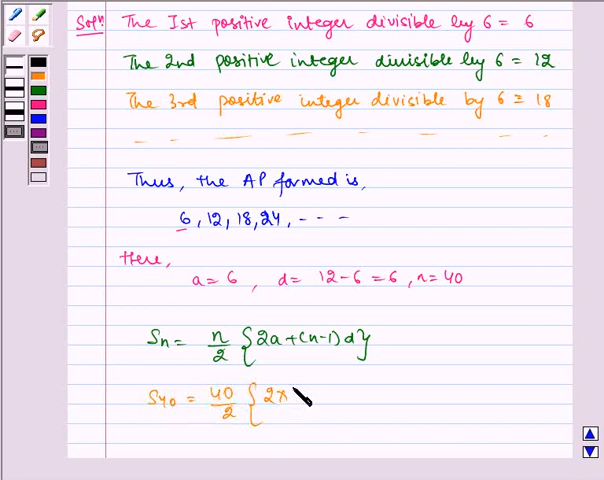 Solⁿ The Ist positive integer divisible by 6 = 6
The 2nd positive integer divisible by 6 = 12
The 3rd positive integer divisible by 6 = 18
Thus, the AP formed is,
6, 12, 18, 24, - - -
Here,
a = 6 , d = 12 - 6 = 6 , n = 40
Sn = n/2 {2a + (n-1) d}
S40 = 40/2 { 2×